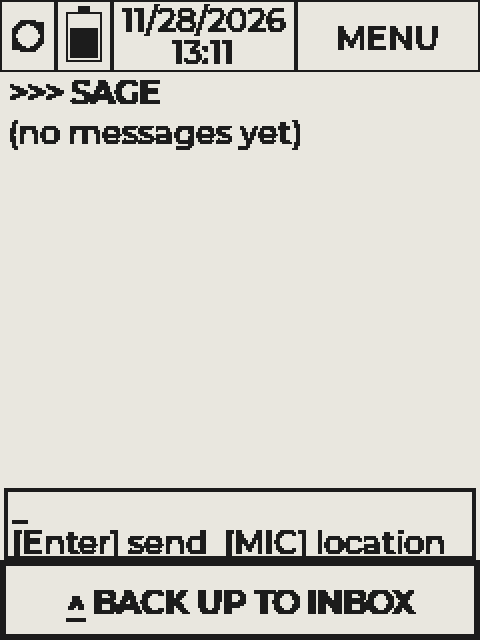 11/28/2026
13:11
MENU
>>> SAGE
(no messages yet)
_
[Enter] send [MIC] location
^ BACK UP TO INBOX